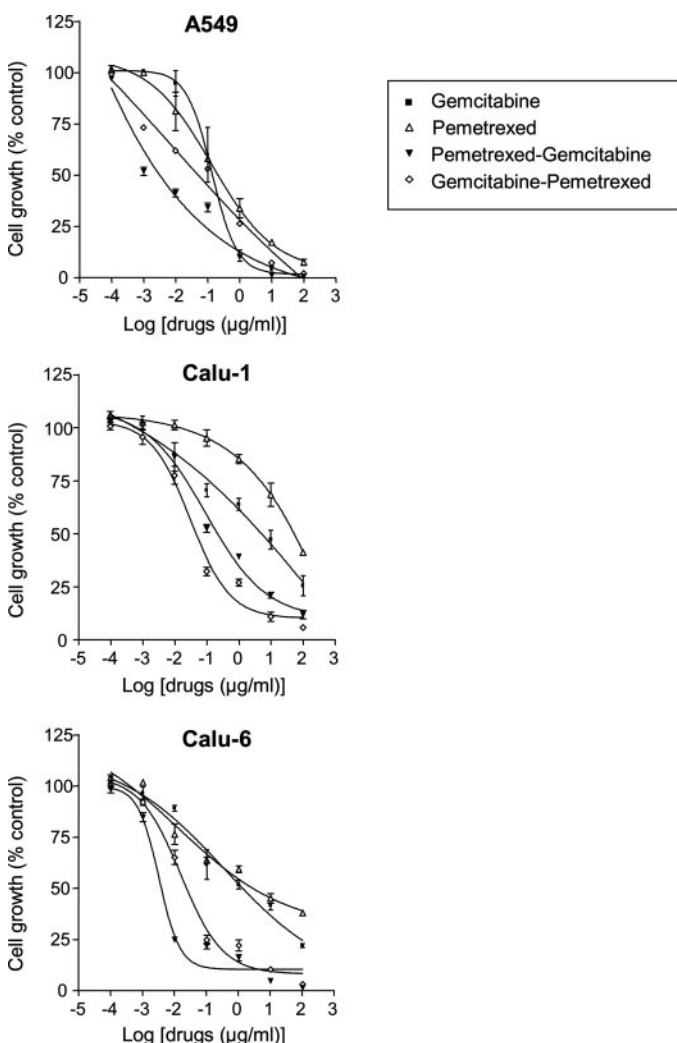 A549
125
100
75
50
25
0
Cell growth (% control)
-5 -4 -3 -2 -1 0 1 2 3
Log [drugs (µg/ml)]
Gemcitabine
Pemetrexed
Pemetrexed-Gemcitabine
Gemcitabine-Pemetrexed
Calu-1
125
100
75
50
25
0
Cell growth (% control)
-5 -4 -3 -2 -1 0 1 2 3
Log [drugs (µg/ml)]
Calu-6
125
100
75
50
25
0
Cell growth (% control)
-5 -4 -3 -2 -1 0 1 2 3
Log [drugs (µg/ml)]